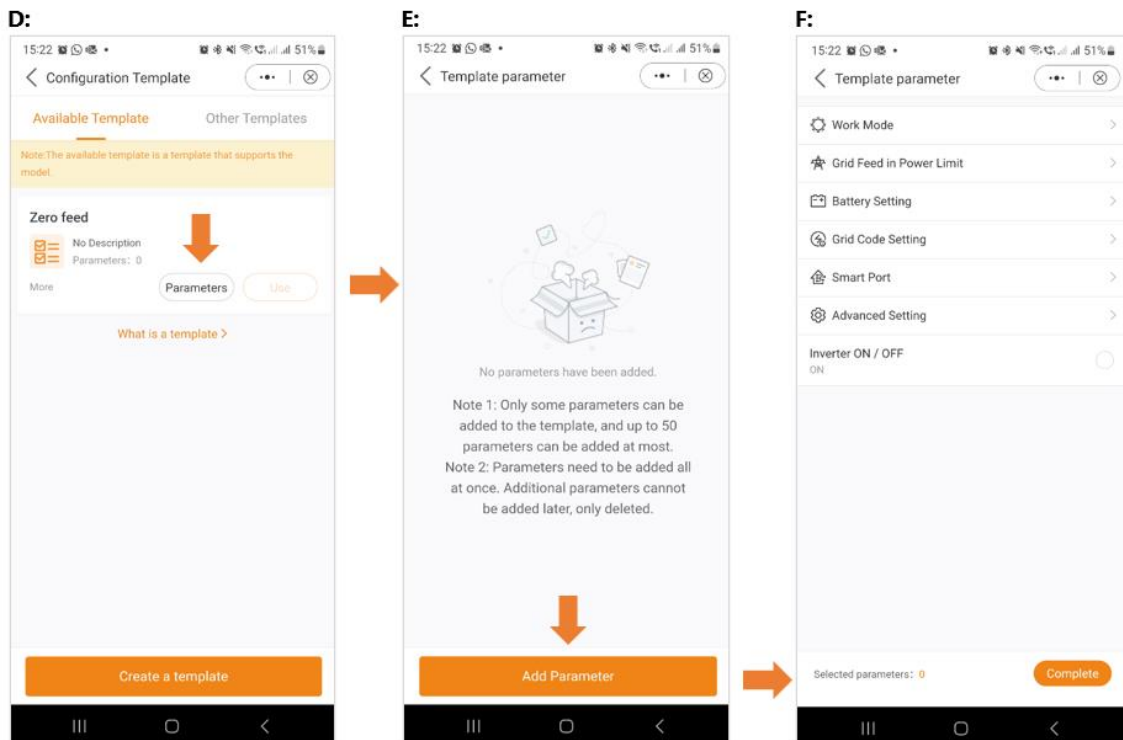 D:
15:22 51%
Configuration Template
Available Template Other Templates
Note:The available template is a template that supports the
model.
Zero feed
No Description
Parameters: 0
More Parameters Use
What is a template >
Create a template
E:
15:22 51%
Template parameter
No parameters have been added.
Note 1: Only some parameters can be
added to the template, and up to 50
parameters can be added at most.
Note 2: Parameters need to be added all
at once. Additional parameters cannot
be added later, only deleted.
Add Parameter
F:
15:22 51%
Template parameter
Work Mode
Grid Feed in Power Limit
Battery Setting
Grid Code Setting
Smart Port
Advanced Setting
Inverter ON / OFF
ON
Selected parameters: 0 Complete